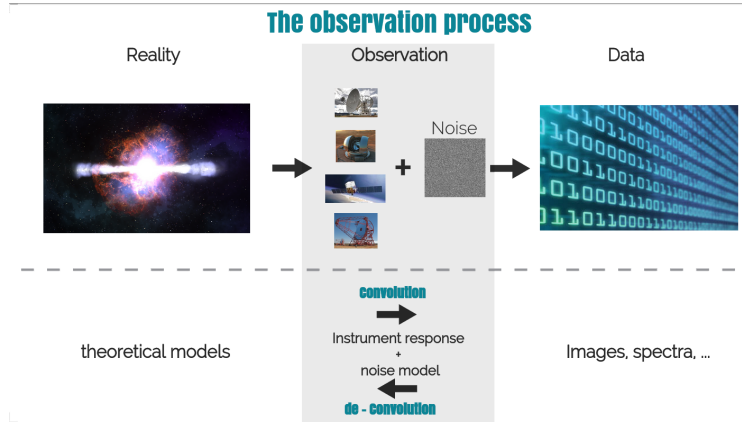 The observation process
Reality
Observation
Data
Noise
+
convolution
Instrument response
+
noise model
de - convolution
theoretical models
Images, spectra, ...